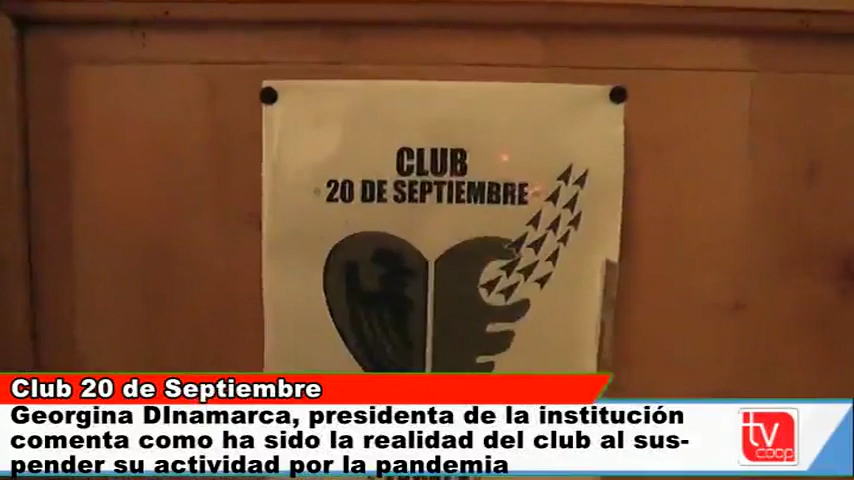 CLUB
20 DE SEPTIEMBRE
Club 20 de Septiembre
Georgina DInamarca, presidenta de la institución
comenta como ha sido la realidad del club al sus-
pender su actividad por la pandemia
tv
coop